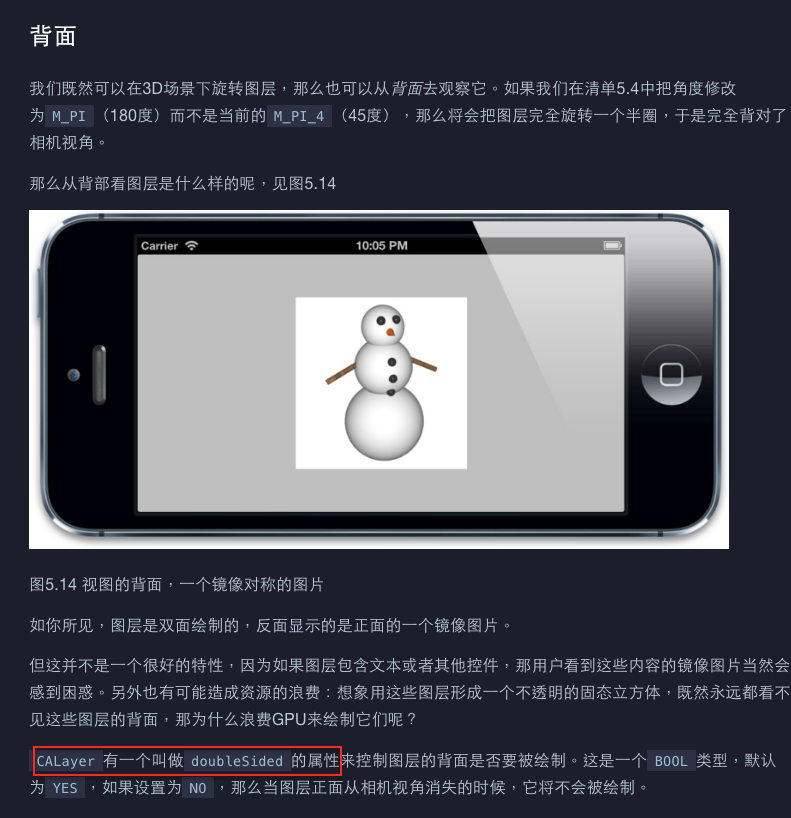 背面
我们既然可以在3D场景下旋转图层，那么也可以从背面去观察它。如果我们在清单5.4中把角度修改
为 M_PI （180度）而不是当前的 M_PI_4 （45度），那么将会把图层完全旋转一个半圈，于是完全背对了
相机视角。
那么从背部看图层是什么样的呢，见图5.14
Carrier 10:05 PM
图5.14 视图的背面，一个镜像对称的图片
如你所见，图层是双面绘制的，反面显示的是正面的一个镜像图片。
但这并不是一个很好的特性，因为如果图层包含文本或者其他控件，那用户看到这些内容的镜像图片当然会
感到困惑。另外也有可能造成资源的浪费：想象用这些图层形成一个不透明的固态立方体，既然永远都看不
见这些图层的背面，那为什么浪费GPU来绘制它们呢？
CALayer 有一个叫做 doubleSided 的属性来控制图层的背面是否要被绘制。这是一个 BOOL 类型，默认
为 YES ，如果设置为 NO ，那么当图层正面从相机视角消失的时候，它将不会被绘制。